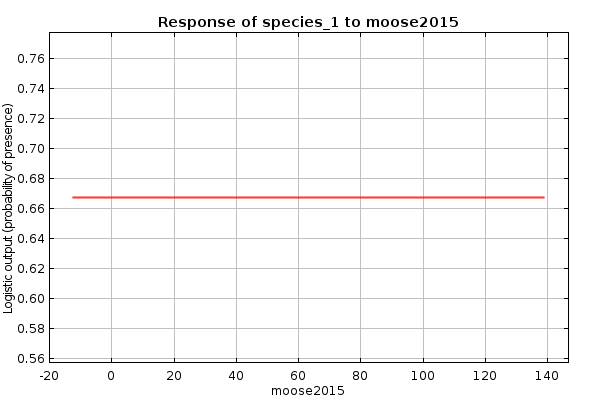 Response of species_1 to moose2015
Logistic output (probability of presence)
0.76
0.74
0.72
0.70
0.68
0.66
0.64
0.62
0.60
0.58
0.56
-20 0 20 40 60 80 100 120 140
moose2015